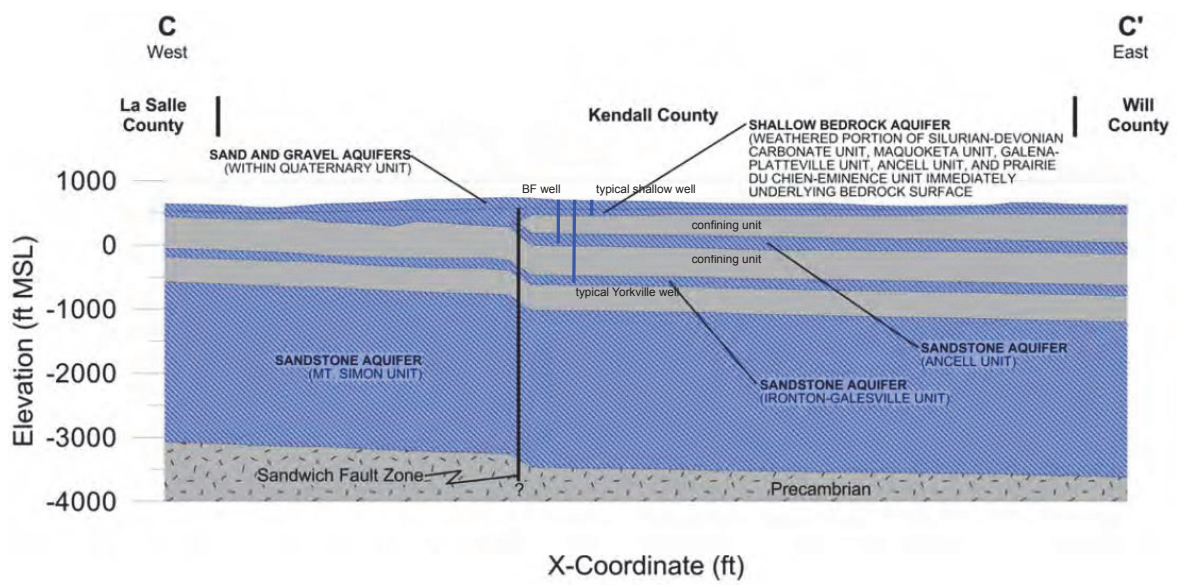 C
West
C'
East
La Salle
County
Kendall County
Will
County
SAND AND GRAVEL AQUIFERS
(WITHIN QUATERNARY UNIT)
SHALLOW BEDROCK AQUIFER
(WEATHERED PORTION OF SILURIAN-DEVONIAN
CARBONATE UNIT, MAQUOKETA UNIT, GALENA-
PLATTEVILLE UNIT, ANCELL UNIT, AND PRAIRIE
DU CHIEN-EMINENCE UNIT IMMEDIATELY
UNDERLYING BEDROCK SURFACE
BF well
typical shallow well
confining unit
confining unit
typical Yorkville well
SANDSTONE AQUIFER
(ANCELL UNIT)
SANDSTONE AQUIFER
(MT. SIMON UNIT)
SANDSTONE AQUIFER
(IRONTON-GALESVILLE UNIT)
Sandwich Fault Zone
?
Precambrian
Elevation (ft MSL)
1000
0
-1000
-2000
-3000
-4000
X-Coordinate (ft)